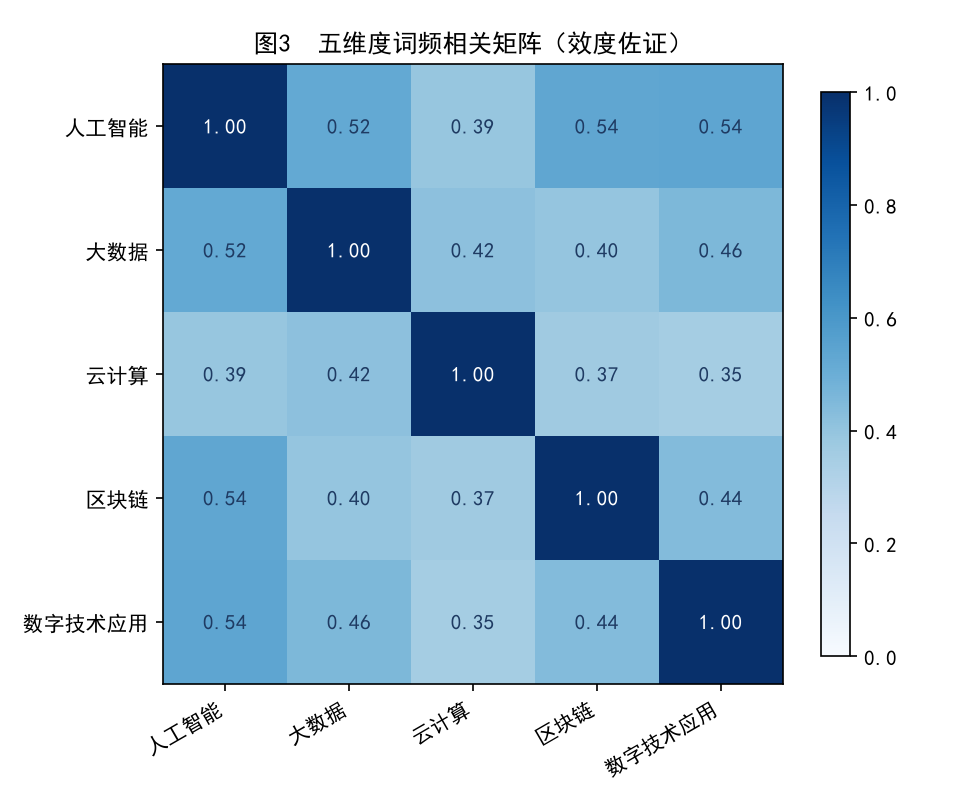 图3  五维度词频相关矩阵（效度佐证）
人工智能 1.00 0.52 0.39 0.54 0.54
大数据 0.52 1.00 0.42 0.40 0.46
云计算 0.39 0.42 1.00 0.37 0.35
区块链 0.54 0.40 0.37 1.00 0.44
数字技术应用 0.54 0.46 0.35 0.44 1.00
人工智能 大数据 云计算 区块链 数字技术应用
1.0
0.8
0.6
0.4
0.2
0.0